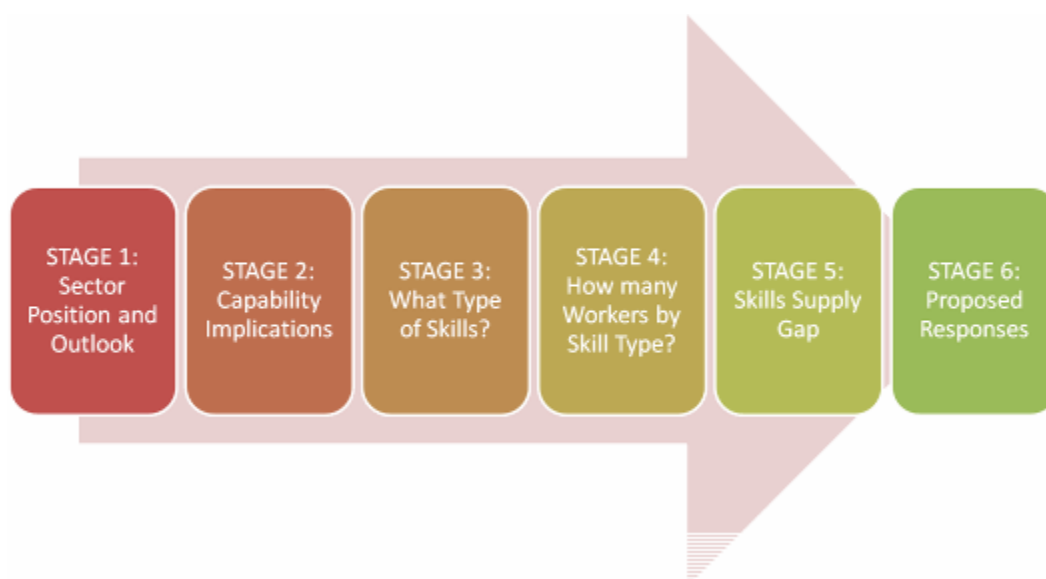 STAGE 1:
Sector
Position and
Outlook
STAGE 2:
Capability
Implications
STAGE 3:
What Type
of Skills?
STAGE 4:
How many
Workers by
Skill Type?
STAGE 5:
Skills Supply
Gap
STAGE 6:
Proposed
Responses